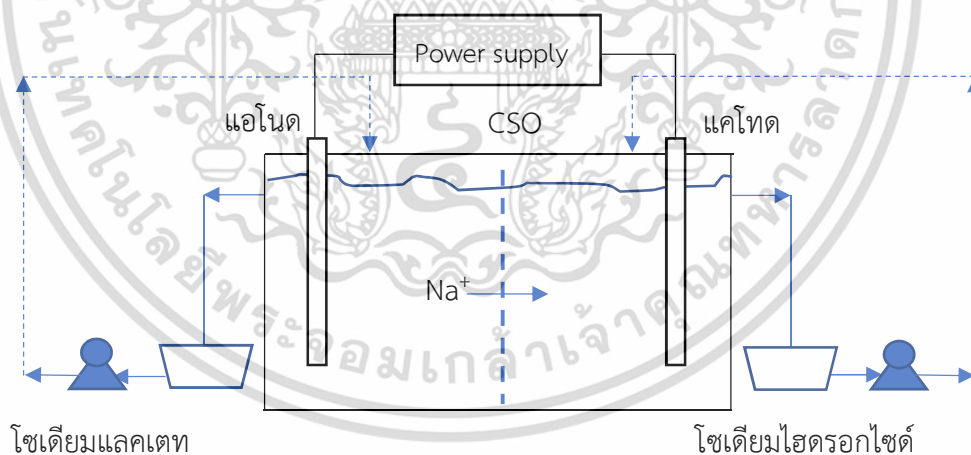 Power supply
แอโนด
CSO
แคโทด
Na⁺
โซเดียมแลคเตท
โซเดียมไฮดรอกไซด์